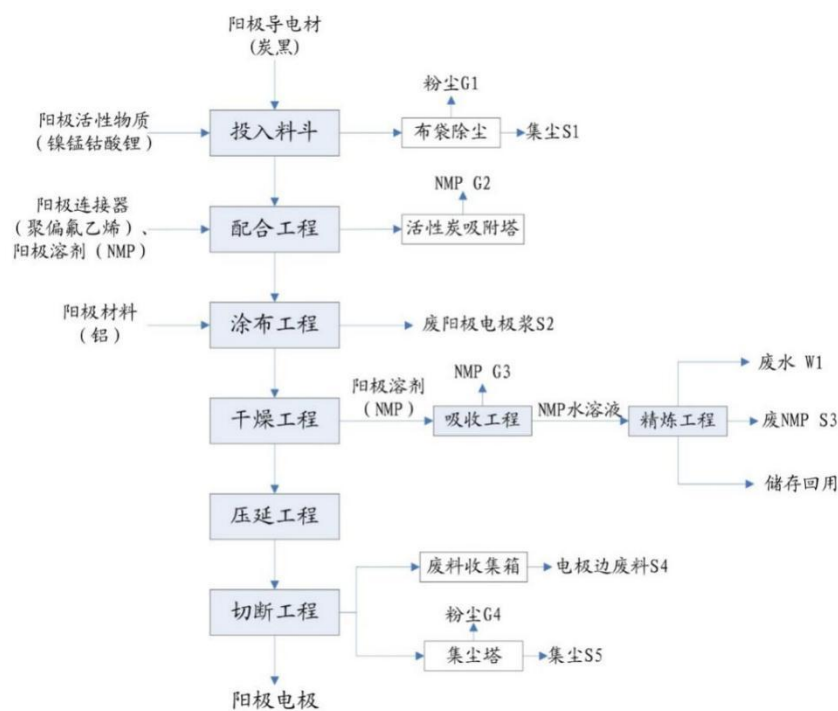 阳极导电材
(炭黑)
粉尘G1
阳极活性物质
(镍锰钴酸锂)
投入料斗
布袋除尘
集尘S1
NMP G2
阳极连接器
(聚偏氟乙烯)、
阳极溶剂(NMP)
配合工程
活性炭吸附塔
阳极材料
(铝)
涂布工程
废阳极电极浆S2
废水 W1
阳极溶剂
(NMP)
NMP G3
NMP水溶液
干燥工程
吸收工程
精炼工程
废NMP S3
储存回用
压延工程
废料收集箱
电极边废料S4
切断工程
粉尘G4
集尘塔
集尘S5
阳极电极